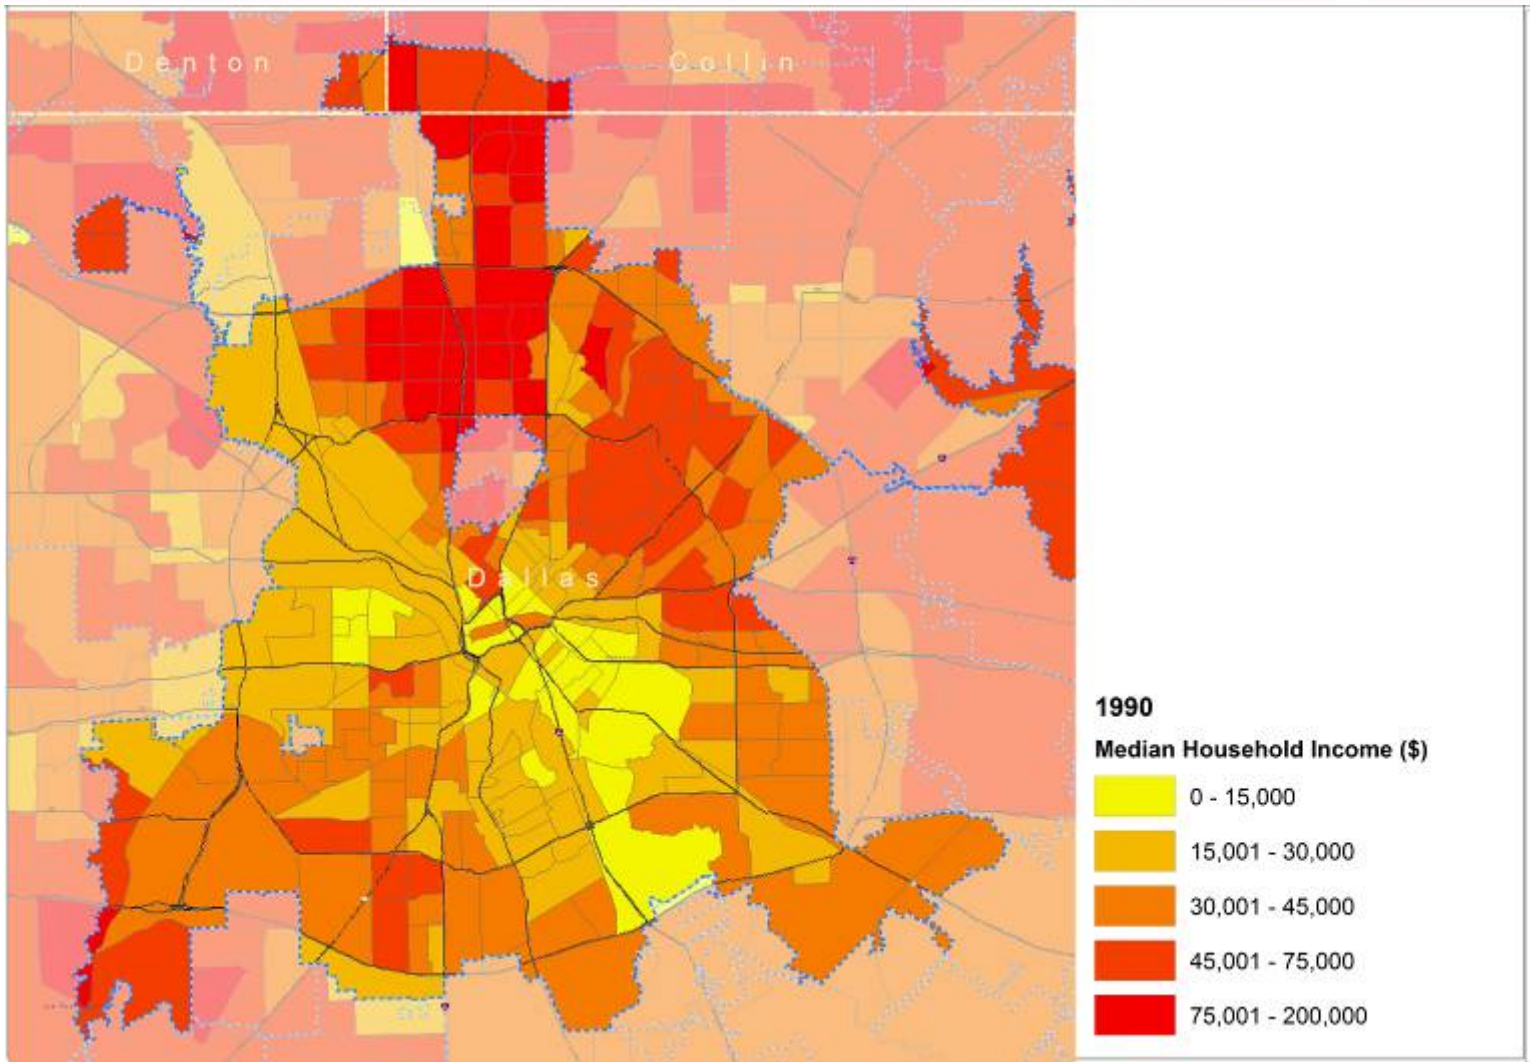 Denton
Collin
Dallas
1990
Median Household Income ($)
0 - 15,000
15,001 - 30,000
30,001 - 45,000
45,001 - 75,000
75,001 - 200,000